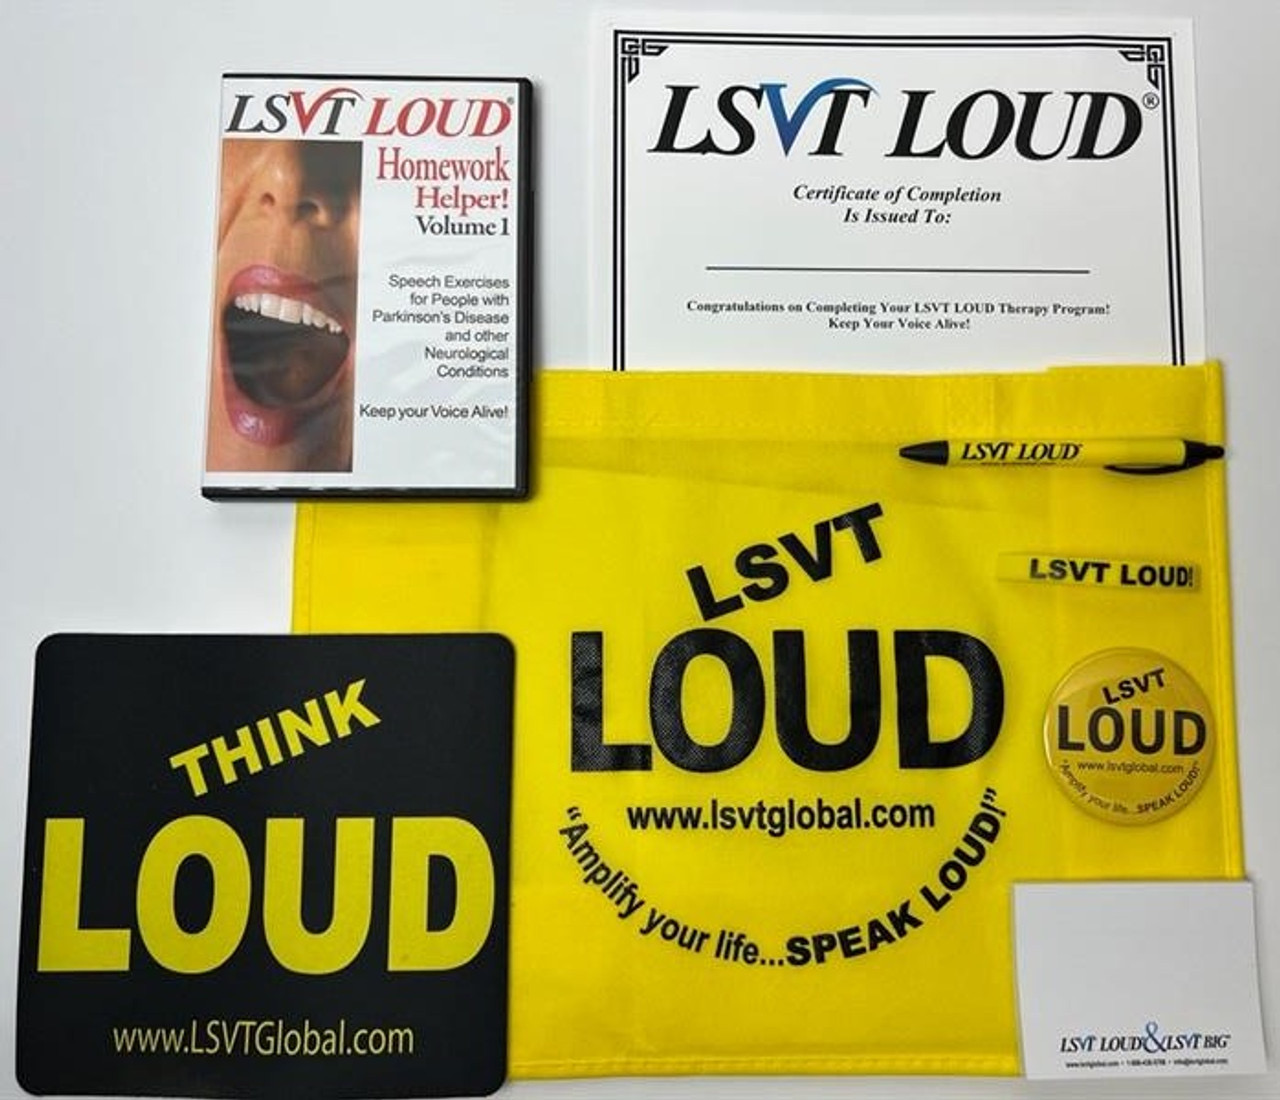 LSVT LOUD®
Homework
Helper!
Volume 1
Speech Exercises
for People with
Parkinson's Disease
and other
Neurological
Conditions
Keep your Voice Alive!
LSVT LOUD®
Certificate of Completion
Is Issued To:
Congratulations on Completing Your LSVT LOUD Therapy Program!
Keep Your Voice Alive!
LSVT LOUD
LSVT LOUD!
LSVT
LOUD
www.lsvtglobal.com
"Amplify your life...SPEAK LOUD!"
LSVT
LOUD
www.lsvtglobal.com
"Amplify your life...SPEAK LOUD!"
THINK
LOUD
www.LSVTGlobal.com
LSVT LOUD & LSVT BIG